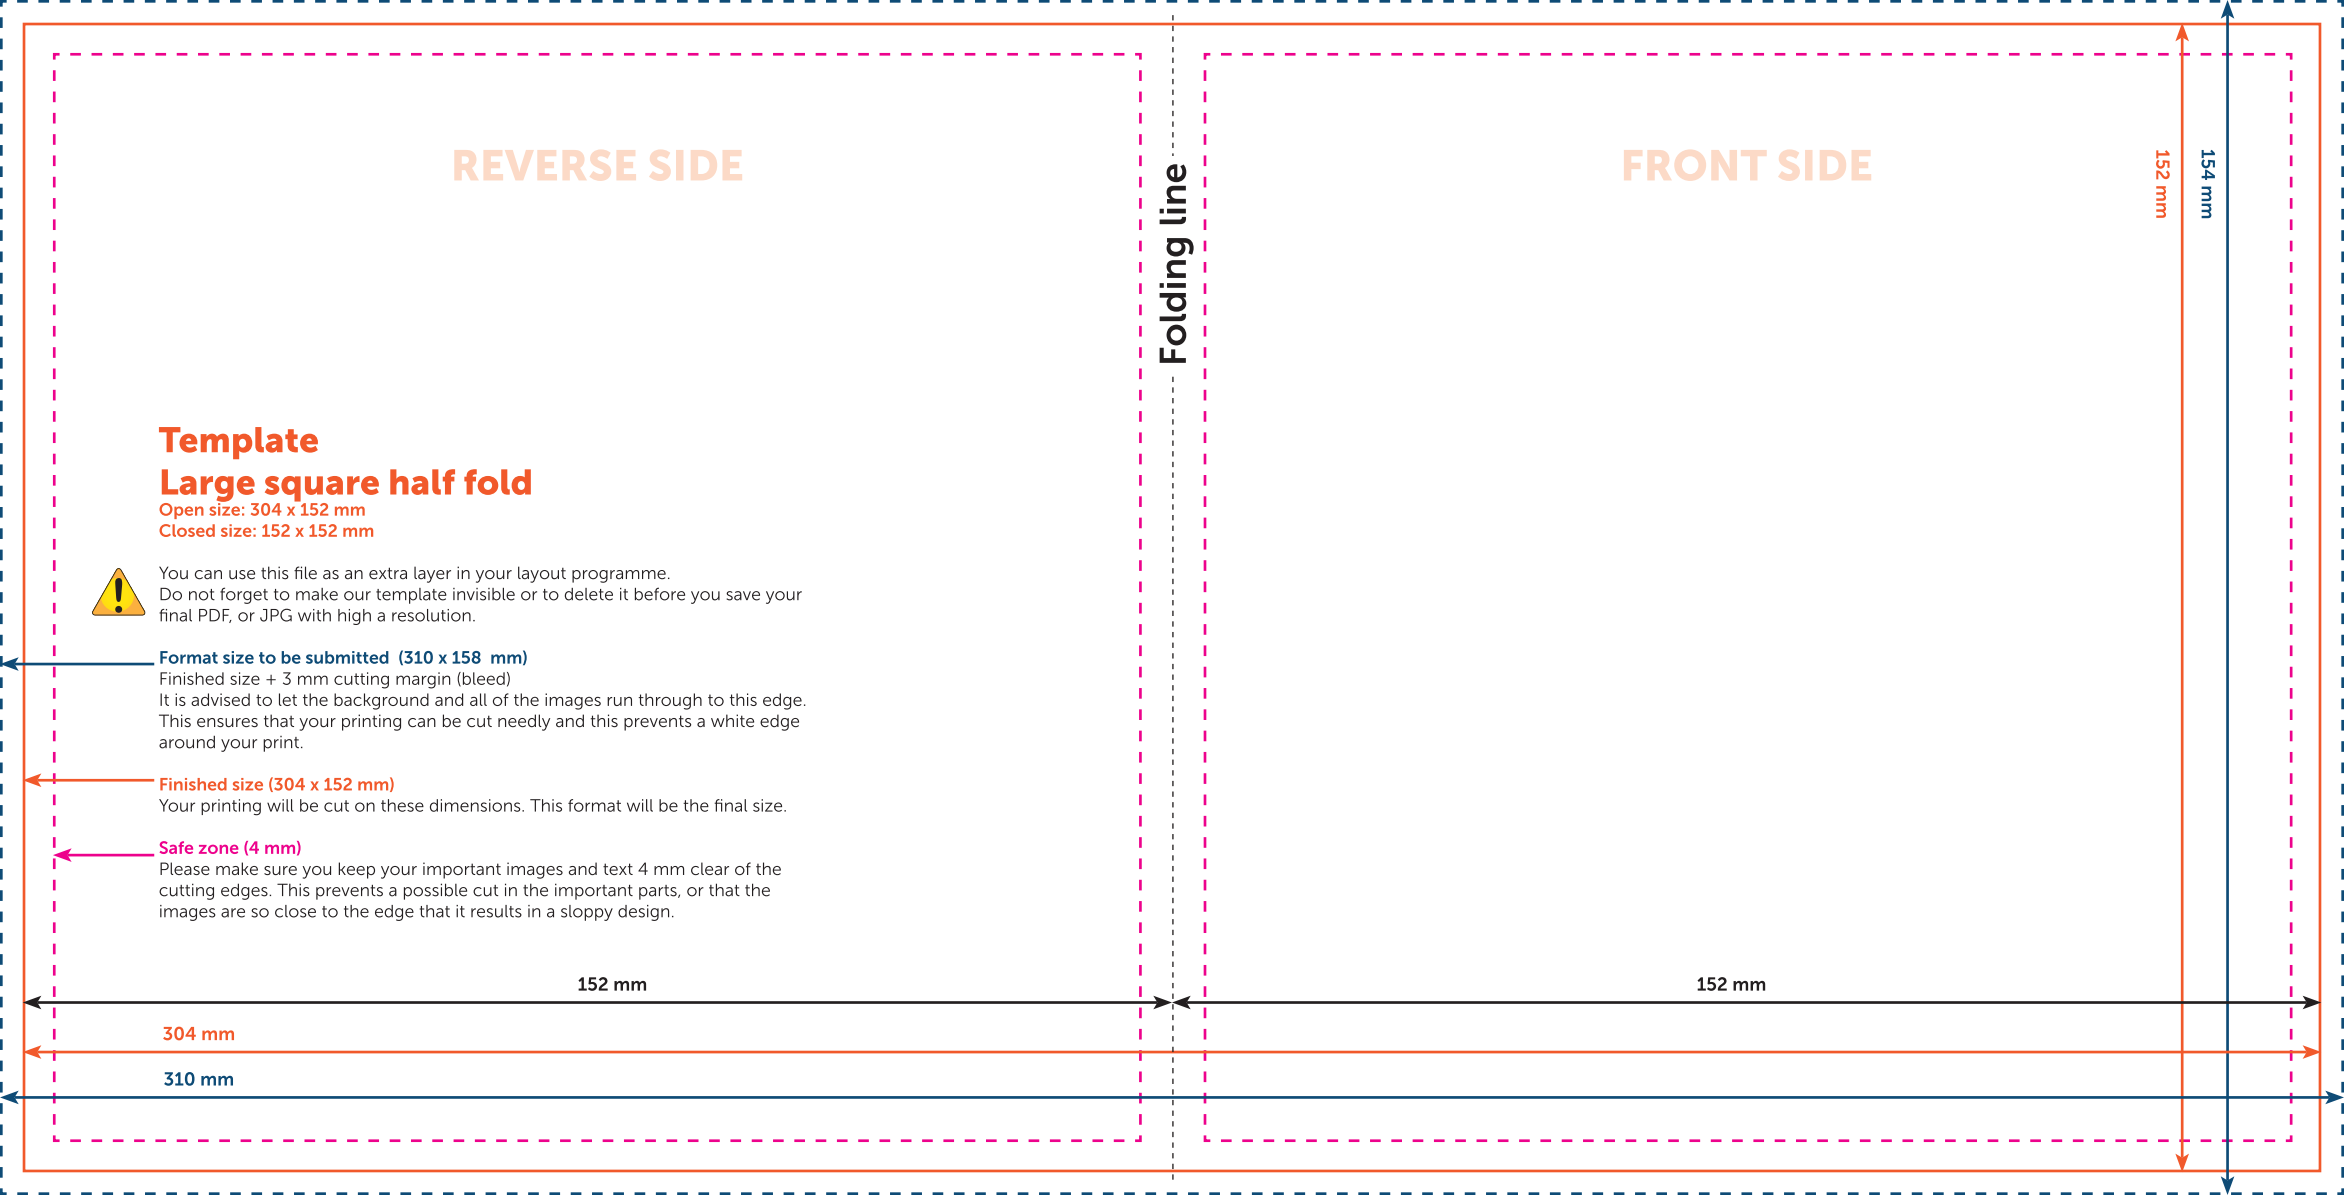 REVERSE SIDE
FRONT SIDE
152 mm
154 mm
Folding line
Template
Large square half fold
Open size: 304 x 152 mm
Closed size: 152 x 152 mm
You can use this file as an extra layer in your layout programme.
Do not forget to make our template invisible or to delete it before you save your
final PDF, or JPG with high a resolution.
Format size to be submitted  (310 x 158  mm)
Finished size + 3 mm cutting margin (bleed)
It is advised to let the background and all of the images run through to this edge.
This ensures that your printing can be cut needly and this prevents a white edge
around your print.
Finished size (304 x 152 mm)
Your printing will be cut on these dimensions. This format will be the final size.
Safe zone (4 mm)
Please make sure you keep your important images and text 4 mm clear of the
cutting edges. This prevents a possible cut in the important parts, or that the
images are so close to the edge that it results in a sloppy design.
152 mm
152 mm
304 mm
310 mm